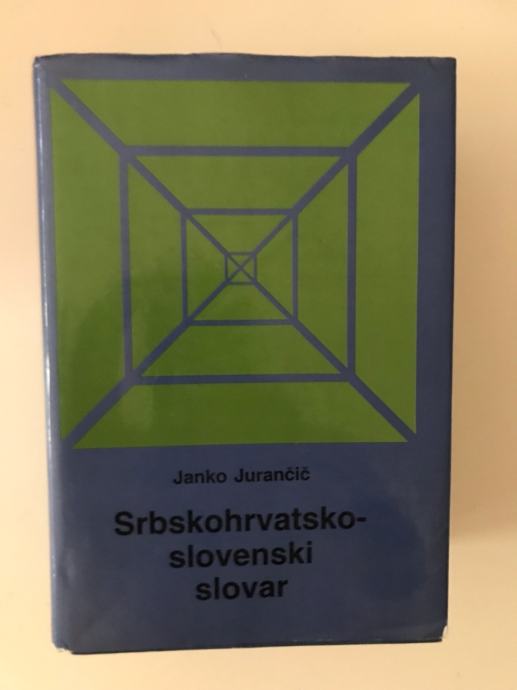 Janko Jurančič
Srbskohrvatsko-
slovenski
slovar